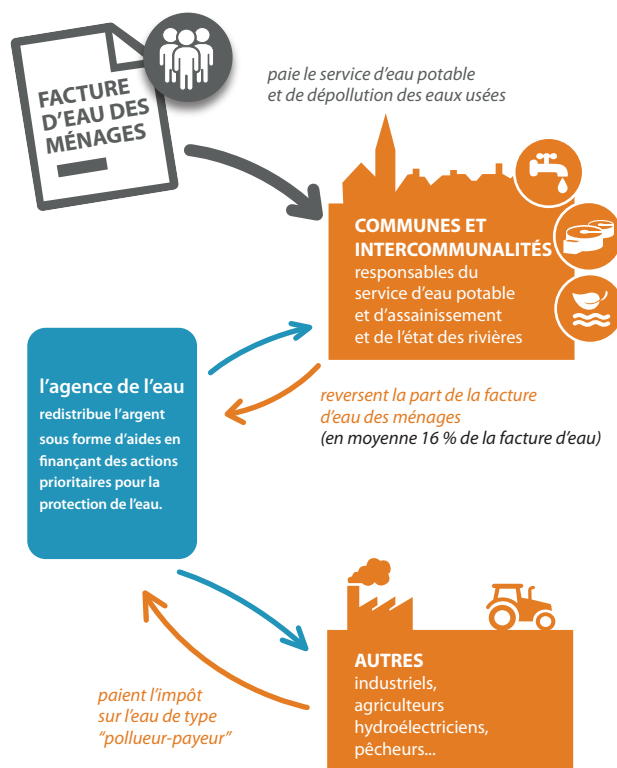 FACTURE
D'EAU DES
MÉNAGES
paie le service d'eau potable
et de dépollution des eaux usées
COMMUNES ET
INTERCOMMUNALITÉS
responsables du
service d'eau potable
et d'assainissement
et de l'état des rivières
l'agence de l'eau
redistribue l'argent
sous forme d'aides en
finançant des actions
prioritaires pour la
protection de l'eau.
reversent la part de la facture
d'eau des ménages
(en moyenne 16 % de la facture d'eau)
AUTRES
industriels,
agriculteurs
hydroélectriciens,
pêcheurs...
paient l'impôt
sur l'eau de type
“pollueur-payeur”